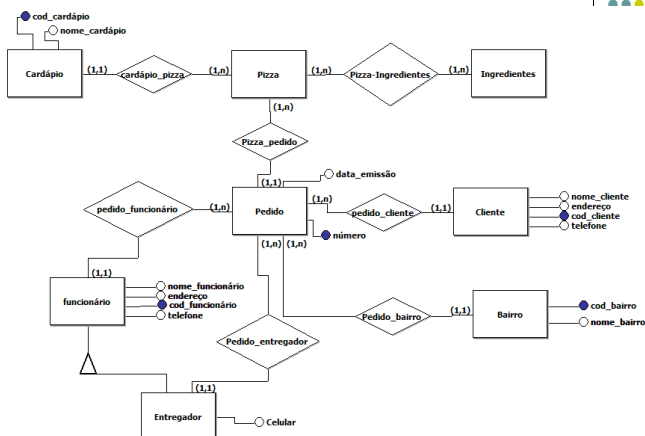 cod_cardápio
nome_cardápio
Cardápio
(1,1)
cardápio_pizza
(1,n)
Pizza
(1,n)
Pizza-Ingredientes
(1,n)
Ingredientes
(1,n)
Pizza_pedido
(1,1)
data_emissão
pedido_funcionário
(1,n)
Pedido
(1,n)
pedido_cliente
(1,1)
Cliente
nome_cliente
endereço
cod_cliente
telefone
número
(1,n)
(1,n)
(1,1)
funcionário
nome_funcionário
endereço
cod_funcionário
telefone
Pedido_bairro
(1,1)
Bairro
cod_bairro
nome_bairro
Pedido_entregador
(1,1)
Entregador
Celular